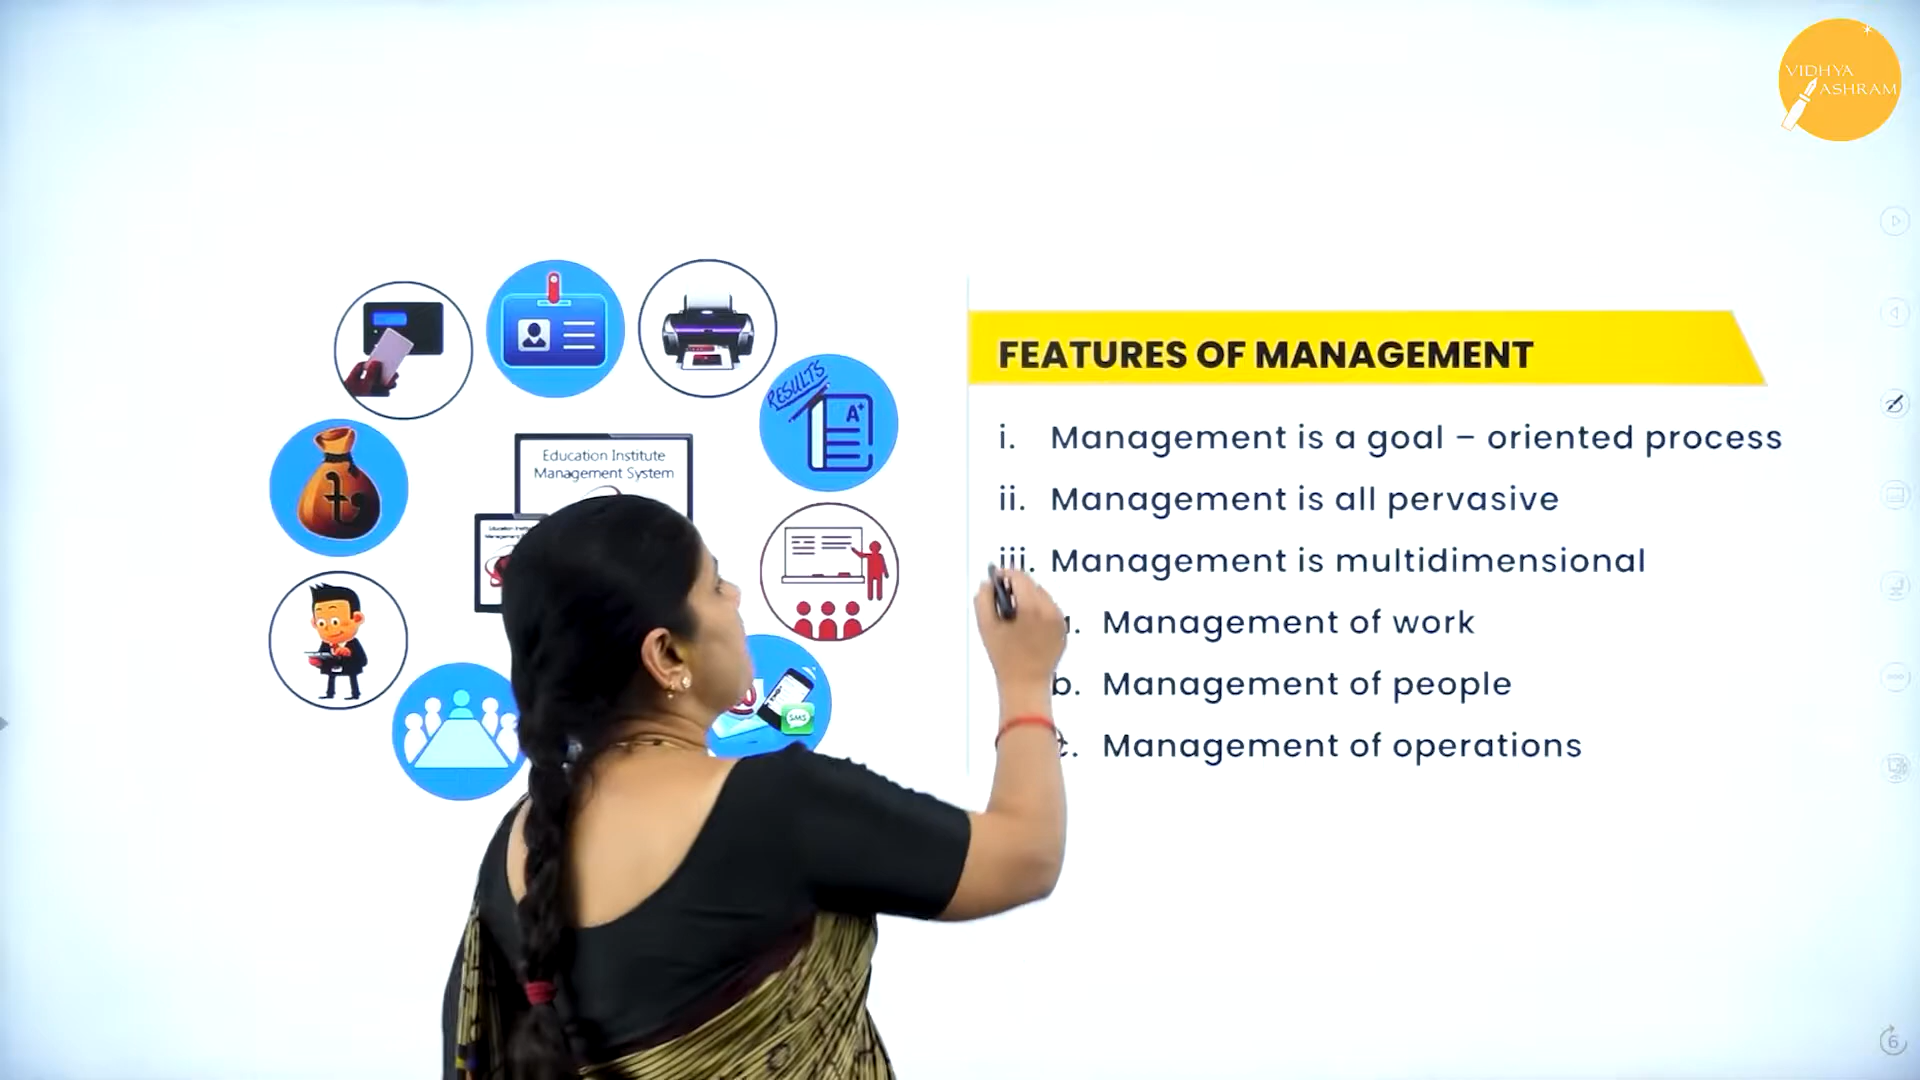 VIDHYA
ASHRAM
RESULTS
A+
Education Institute
Management System
SMS
FEATURES OF MANAGEMENT
i. Management is a goal – oriented process
ii. Management is all pervasive
iii. Management is multidimensional
Management of work
b. Management of people
c. Management of operations
6